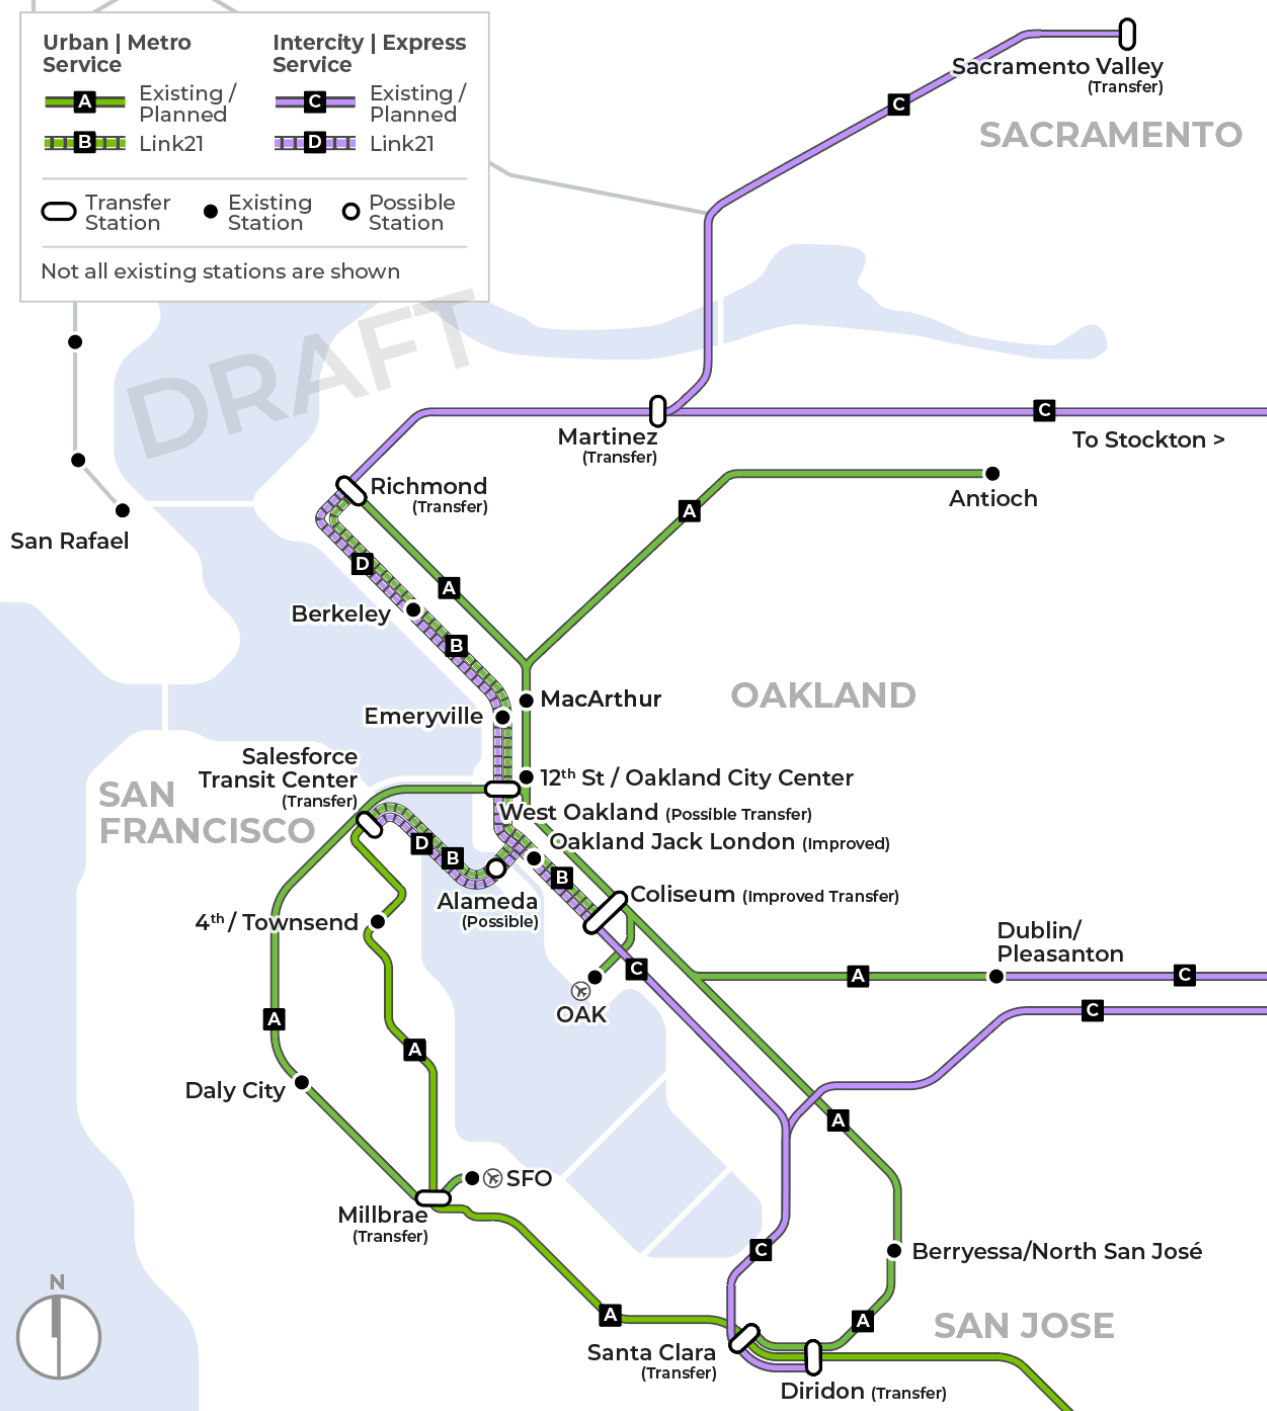 Urban | Metro
Service
Intercity | Express
Service
A
Existing /
Planned
C
Existing /
Planned
B
Link21
D
Link21
Transfer
Station
Existing
Station
Possible
Station
Not all existing stations are shown
DRAFT
Sacramento Valley
(Transfer)
C
SACRAMENTO
C
Martinez
(Transfer)
To Stockton >
Richmond
(Transfer)
A
Antioch
San Rafael
D
A
Berkeley
B
OAKLAND
MacArthur
Emeryville
Salesforce
Transit Center
(Transfer)
12th St / Oakland City Center
SAN
FRANCISCO
West Oakland (Possible Transfer)
D
B
Oakland Jack London (Improved)
B
Alameda
(Possible)
Coliseum (Improved Transfer)
4th / Townsend
Dublin/
Pleasanton
C
A
C
OAK
C
A
A
Daly City
A
SFO
Millbrae
(Transfer)
C
Berryessa/North San José
N
A
A
SAN JOSE
Santa Clara
(Transfer)
Diridon (Transfer)